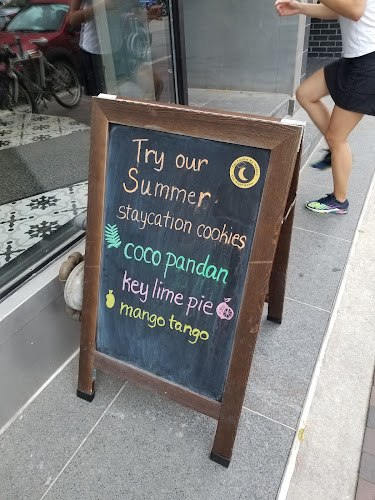 Try our
Summer
staycation cookies
coco pandan
key lime pie
mango tango